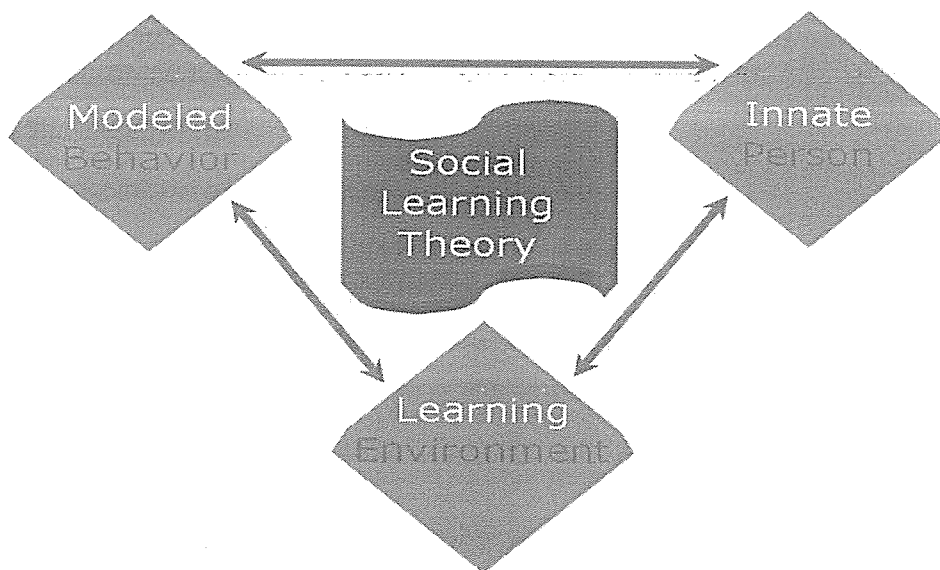 Modeled
Behavior
Innate
Person
Social
Learning
Theory
Learning
Environment